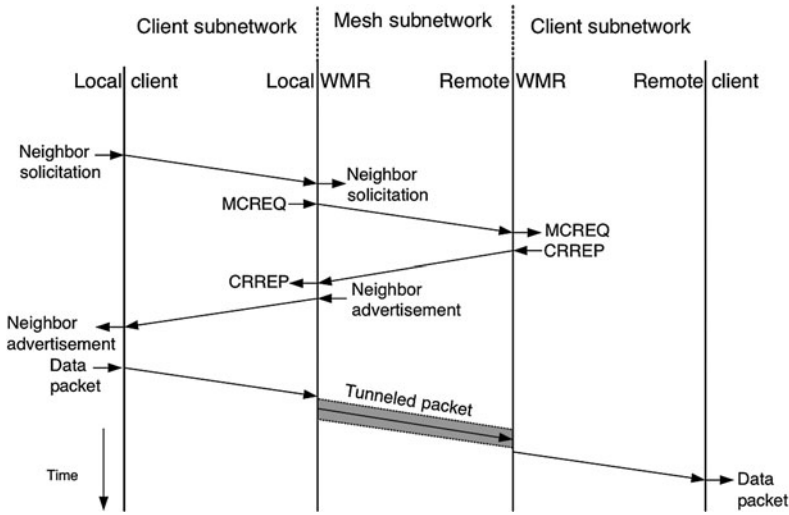 Client subnetwork
Mesh subnetwork
Client subnetwork
Local client
Local WMR
Remote WMR
Remote client
Neighbor
solicitation
Neighbor
solicitation
MCREQ
MCREQ
CRREP
CRREP
Neighbor
advertisement
Neighbor
advertisement
Data
packet
Tunneled packet
Time
Data
packet